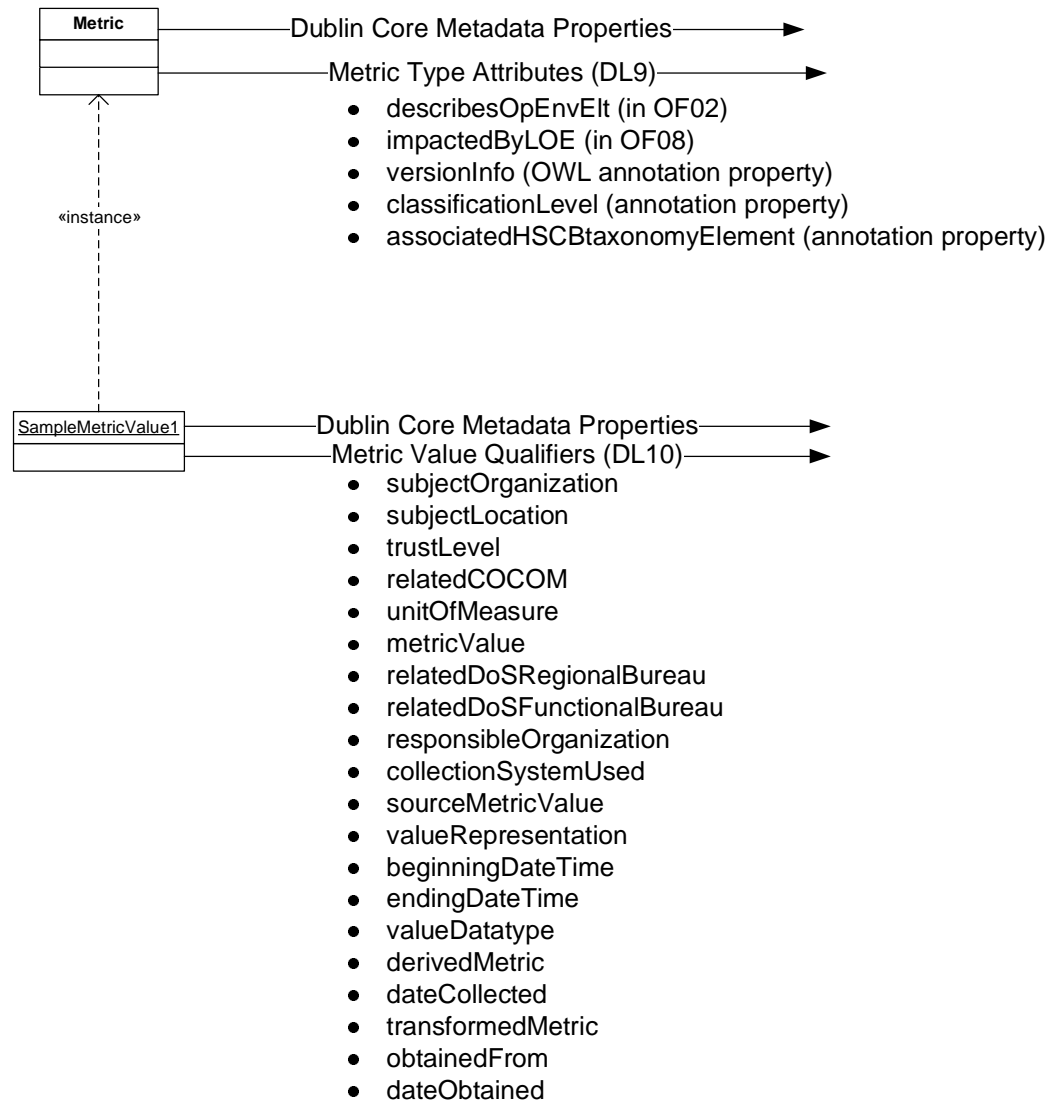 Metric
Dublin Core Metadata Properties
Metric Type Attributes (DL9)
• describesOpEnvElt (in OF02)
• impactedByLOE (in OF08)
• versionInfo (OWL annotation property)
• classificationLevel (annotation property)
• associatedHSCBtaxonomyElement (annotation property)
«instance»
SampleMetricValue1
Dublin Core Metadata Properties
Metric Value Qualifiers (DL10)
• subjectOrganization
• subjectLocation
• trustLevel
• relatedCOCOM
• unitOfMeasure
• metricValue
• relatedDoSRegionalBureau
• relatedDoSFunctionalBureau
• responsibleOrganization
• collectionSystemUsed
• sourceMetricValue
• valueRepresentation
• beginningDateTime
• endingDateTime
• valueDatatype
• derivedMetric
• dateCollected
• transformedMetric
• obtainedFrom
• dateObtained